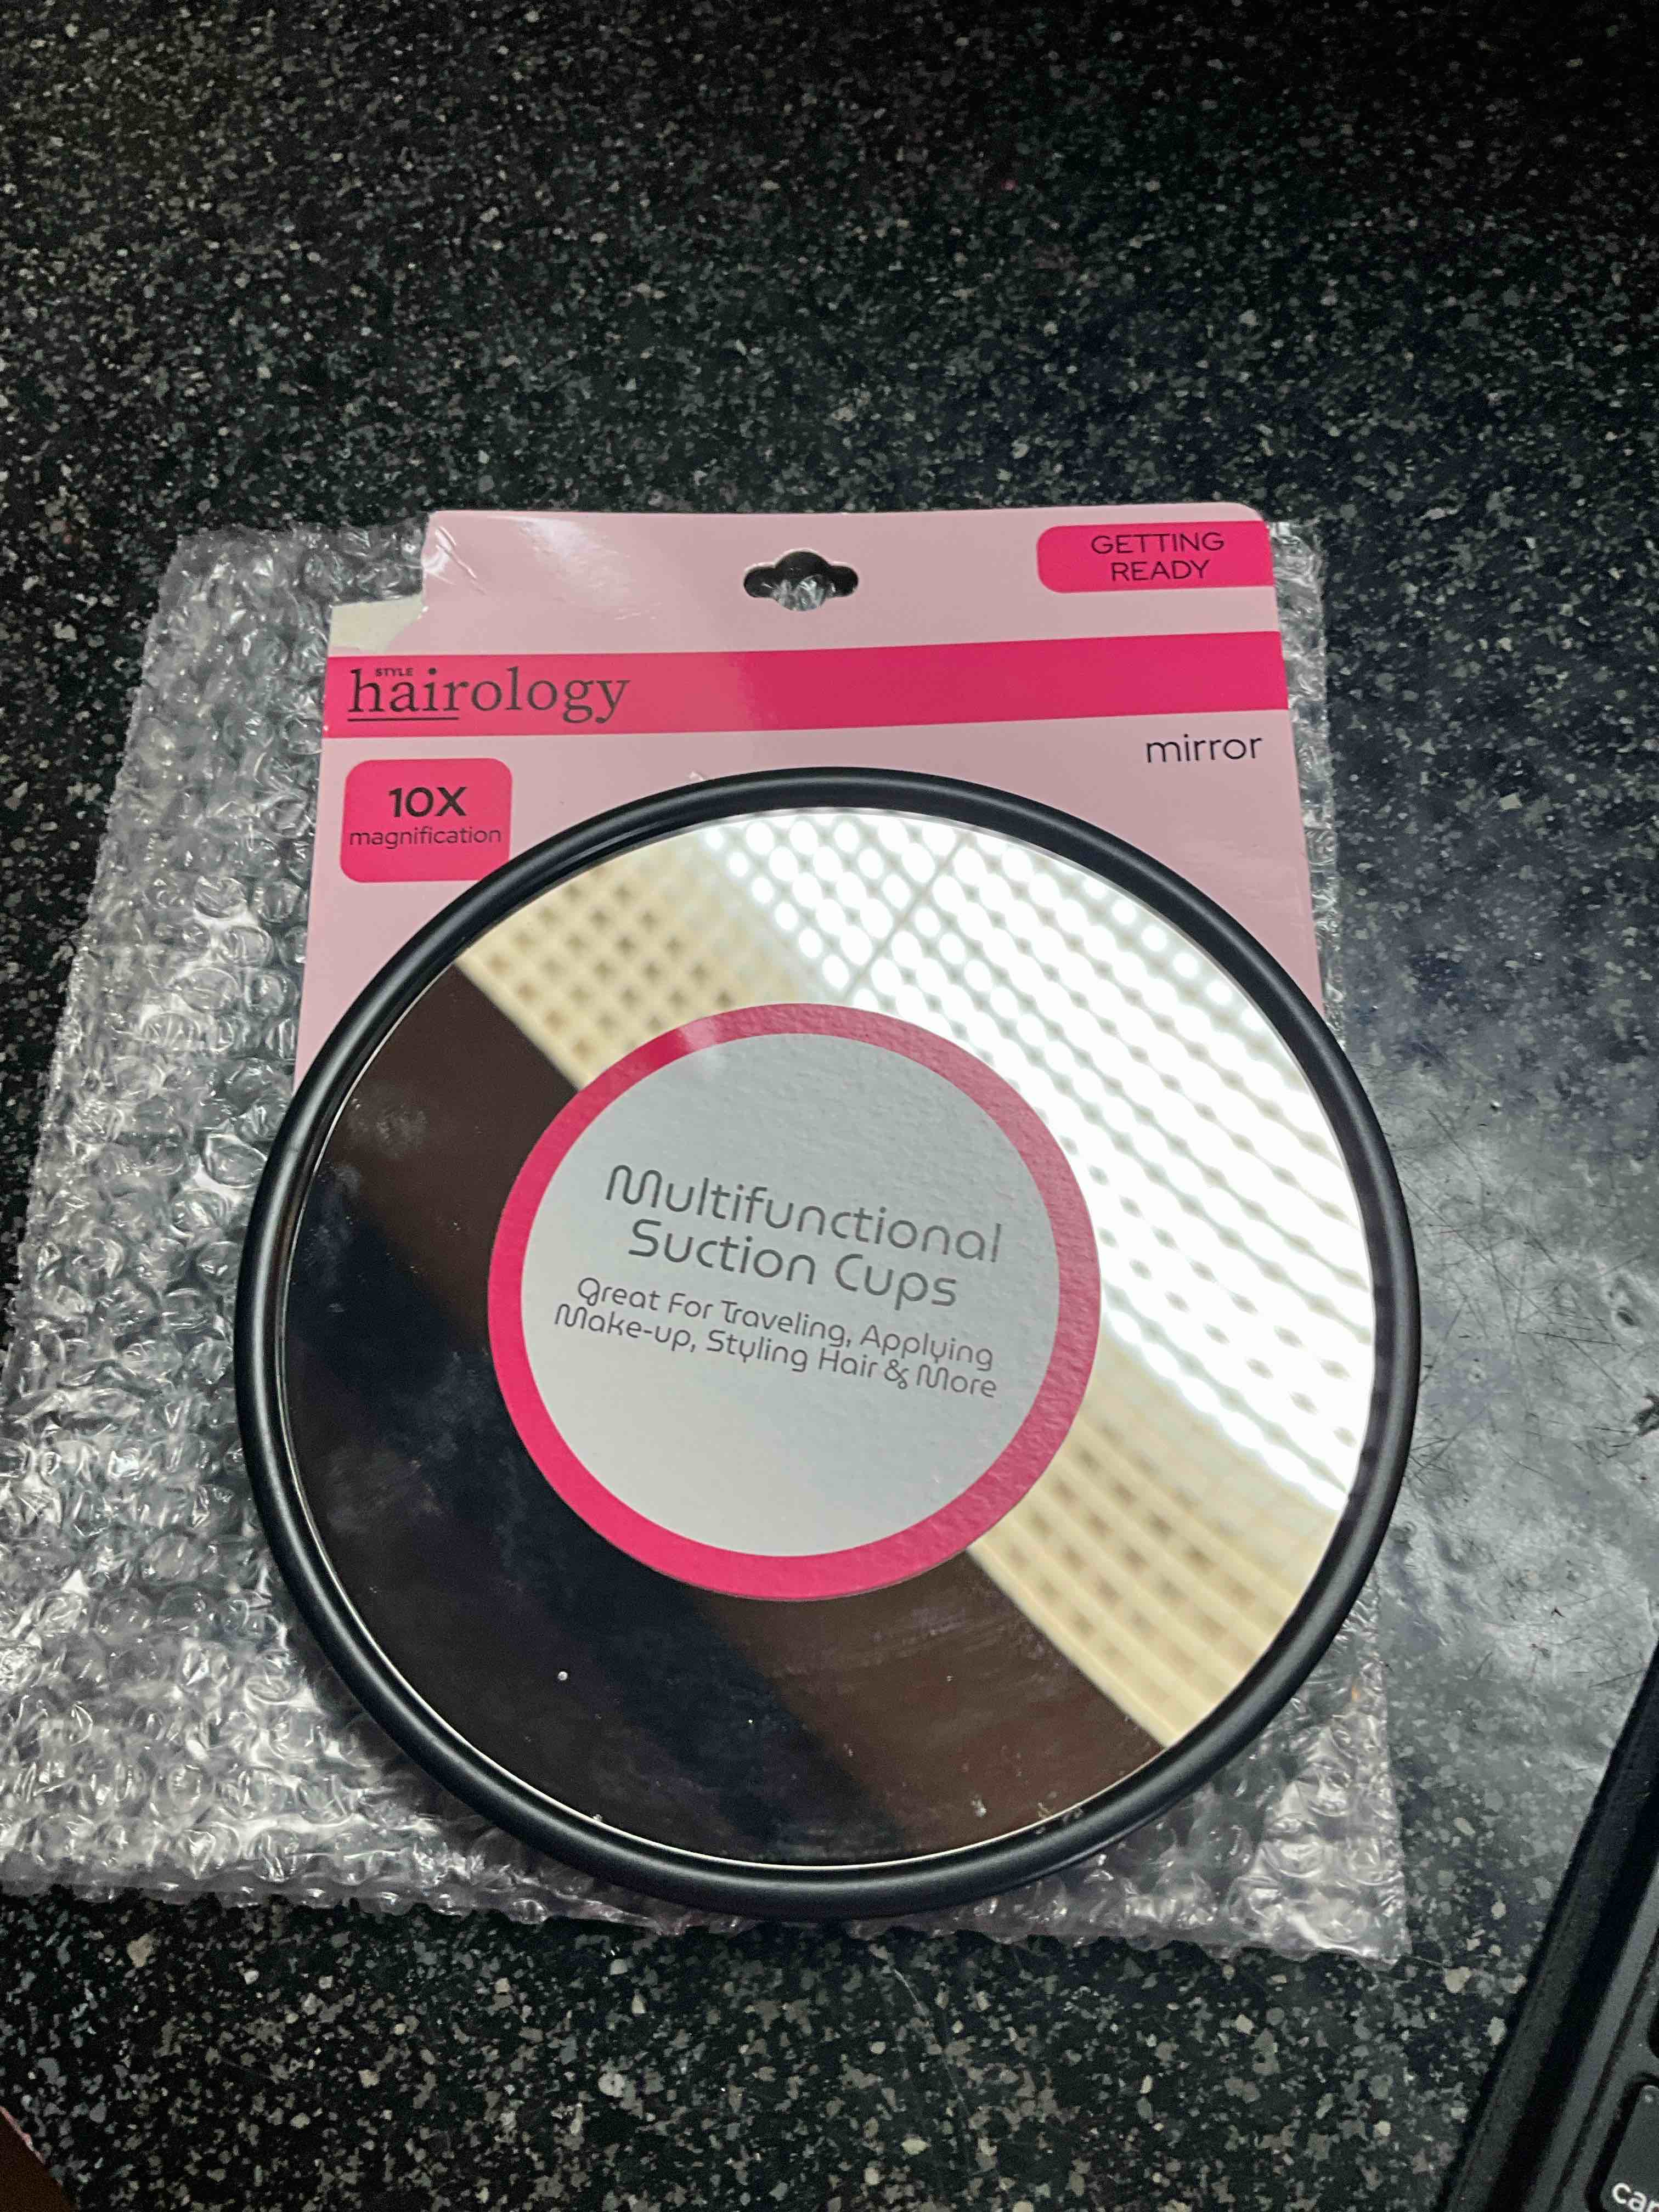 GETTING
READY
STYLE
hairology
mirror
10X
magnification
Multifunctional
Suction Cups
Great For Traveling, Applying
Make-up, Styling Hair & More